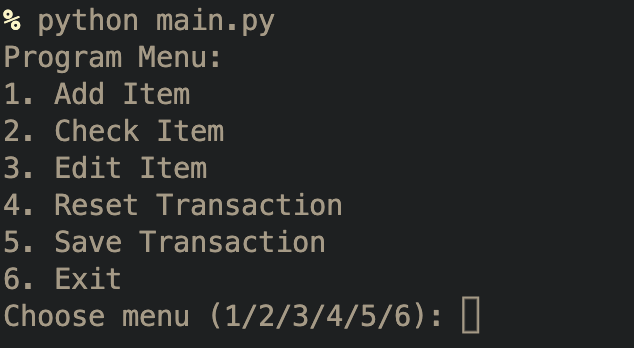 % python main.py
Program Menu:
1. Add Item
2. Check Item
3. Edit Item
4. Reset Transaction
5. Save Transaction
6. Exit
Choose menu (1/2/3/4/5/6):